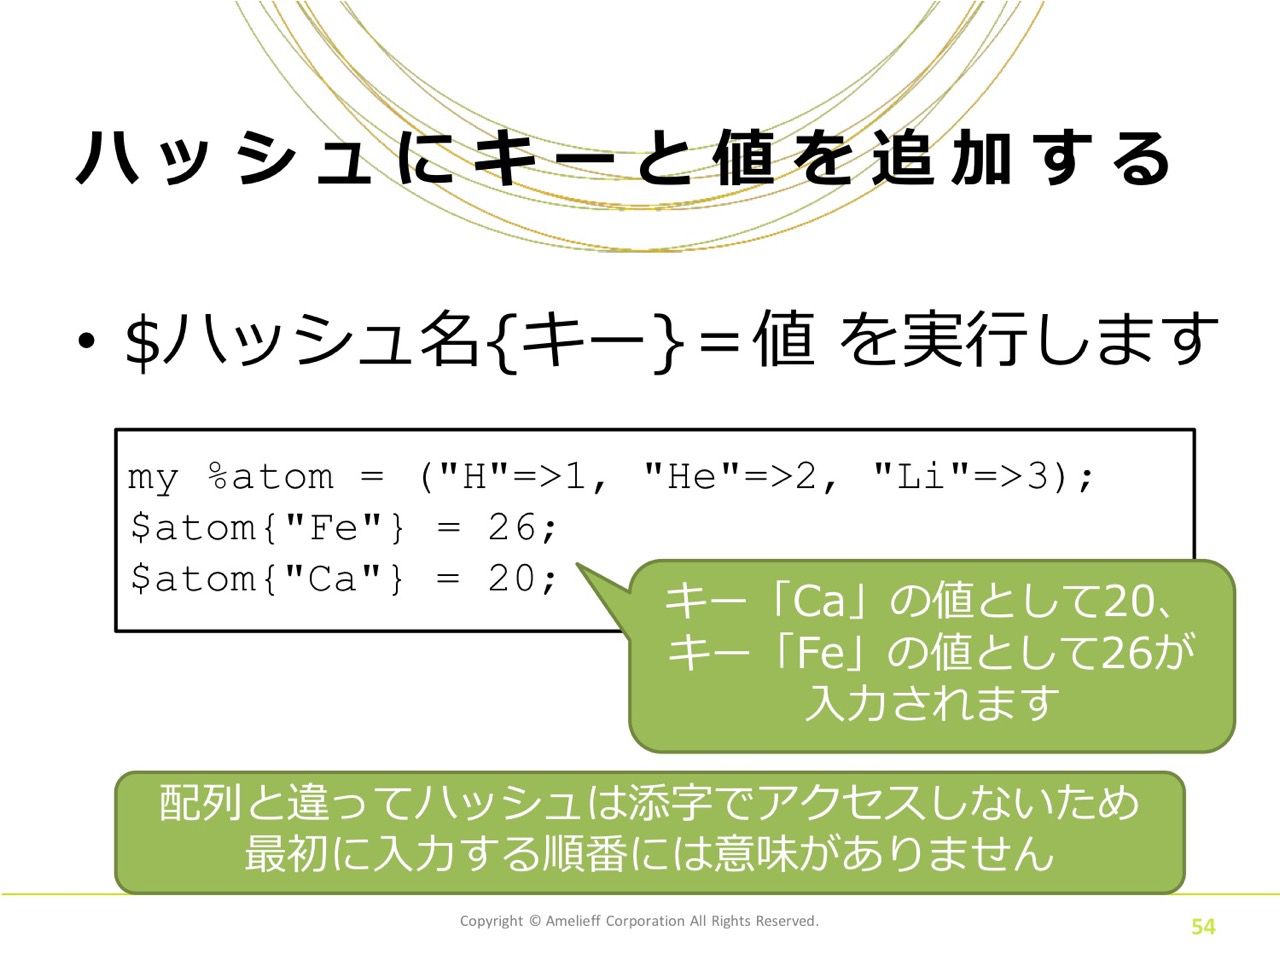 ハッシュにキーと値を追加する
• $ハッシュ名{キー}＝値 を実行します
my %atom = ("H"=>1, "He"=>2, "Li"=>3);
$atom{"Fe"} = 26;
$atom{"Ca"} = 20;
キー「Ca」の値として20、
キー「Fe」の値として26が
入力されます
配列と違ってハッシュは添字でアクセスしないため
最初に入力する順番には意味がありません
Copyright © Amelieff Corporation All Rights Reserved.
54